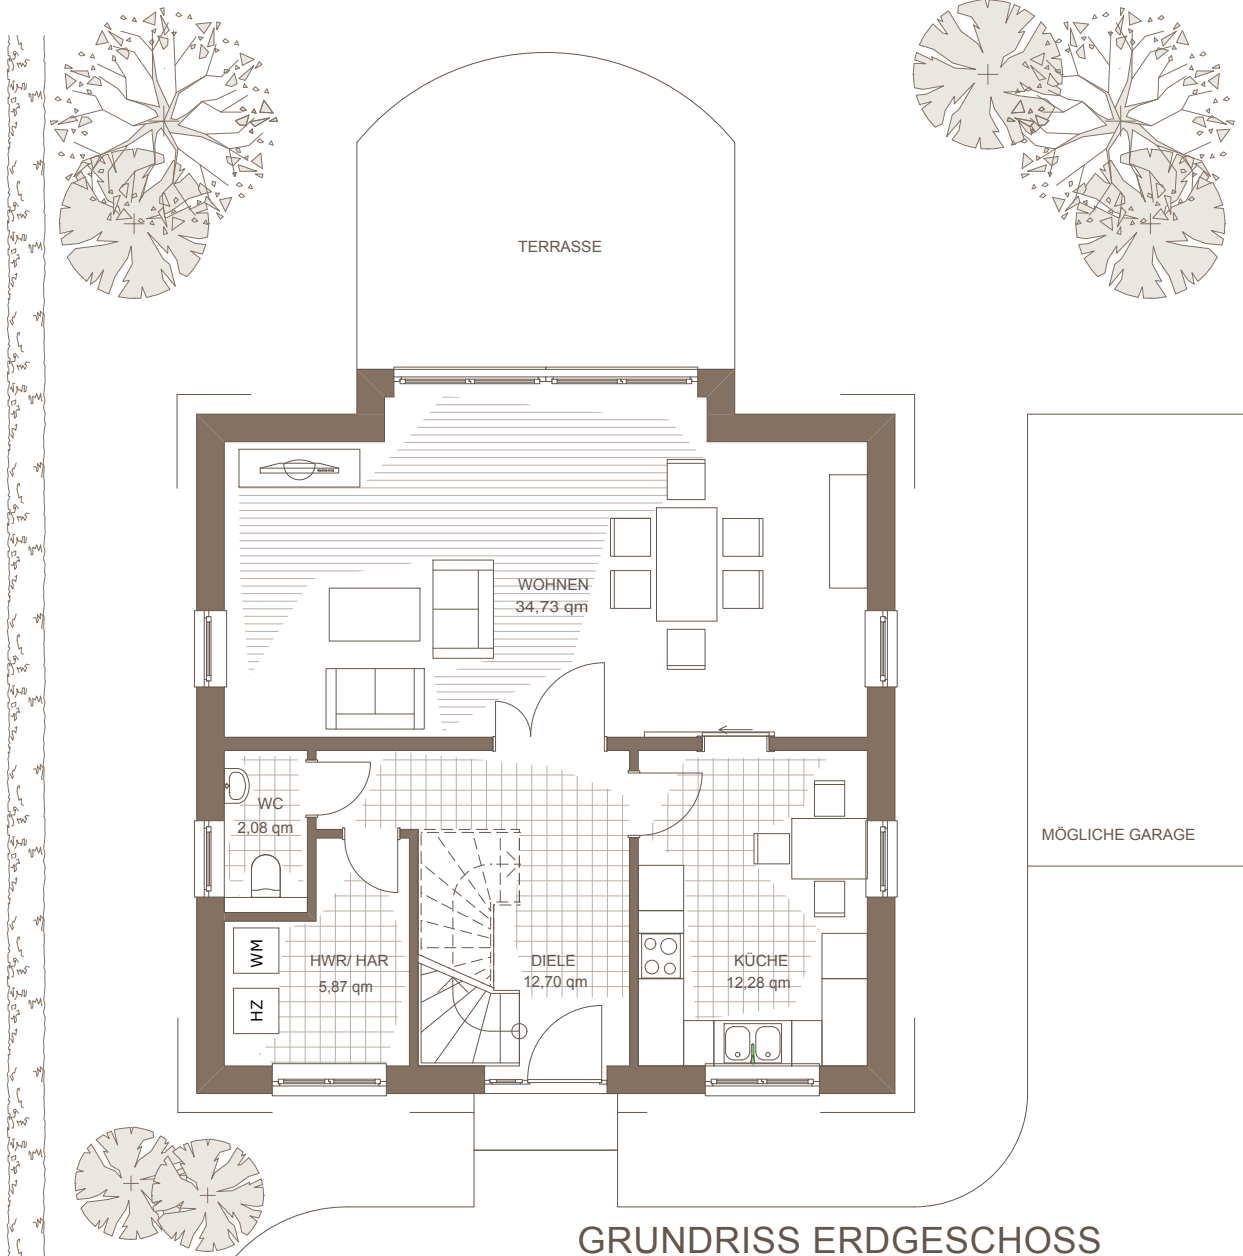 TERRASSE
WOHNEN
34,73 qm
WC
2,08 qm
MÖGLICHE GARAGE
WM
HWR/ HAR
5,87 qm
HZ
DIELE
12,70 qm
KÜCHE
12,28 qm
GRUNDRISS ERDGESCHOSS